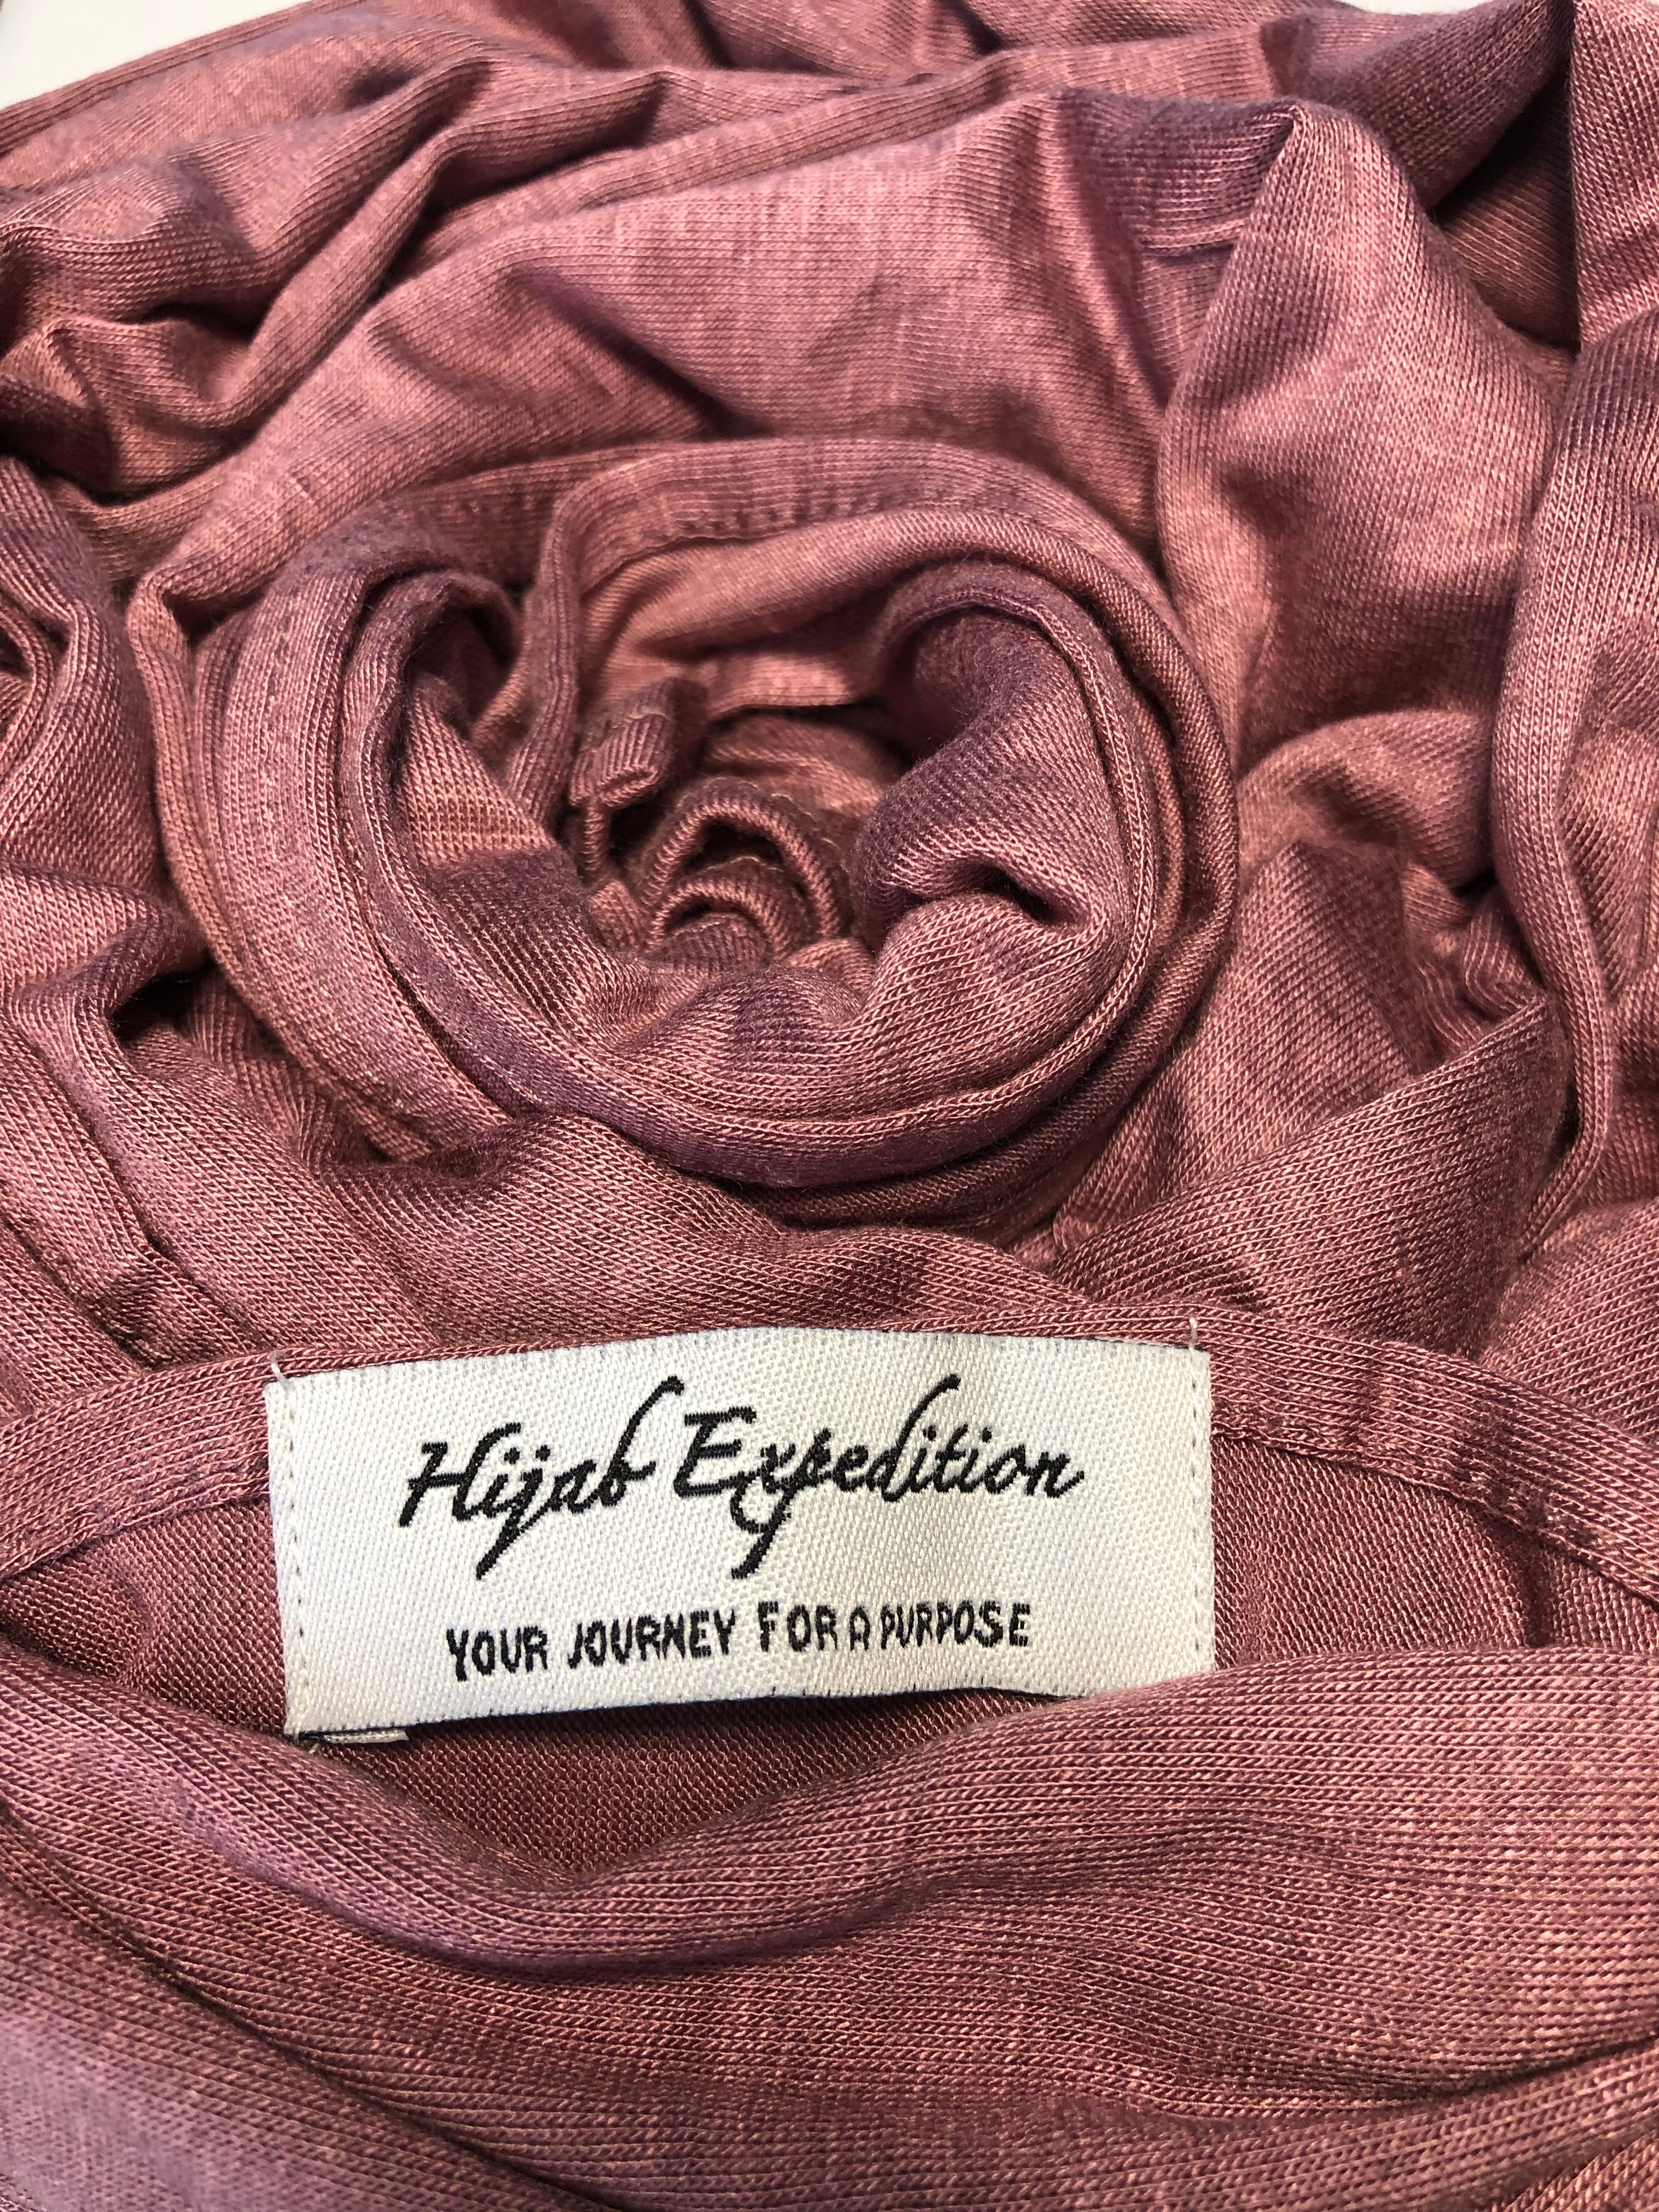 Hijab Expedition
YOUR JOURNEY FOR A PURPOSE